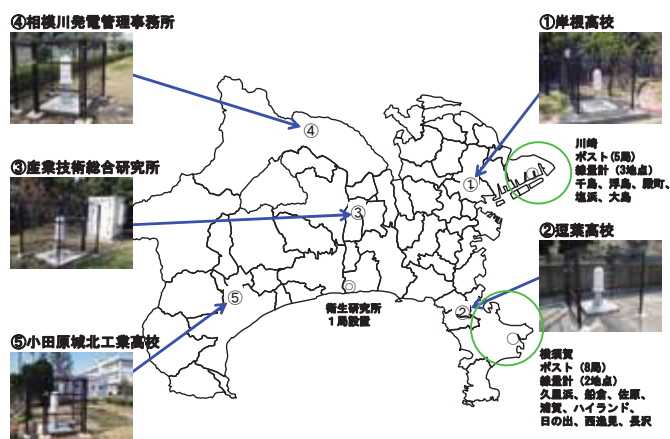 ④相模川発電管理事務所
①岸根高校
④
川崎
ポスト(5局)
線量計 (3地点)
千鳥、浮島、殿町、
塩浜、大島
③産業技術総合研究所
①
③
②逗葉高校
⑤
◎
②
衛生研究所
1局設置
⑤小田原城北工業高校
横須賀
ポスト (8局)
線量計 (2地点)
久里浜、船倉、佐原、
浦賀、ハイランド、
日の出、西逸見、長沢